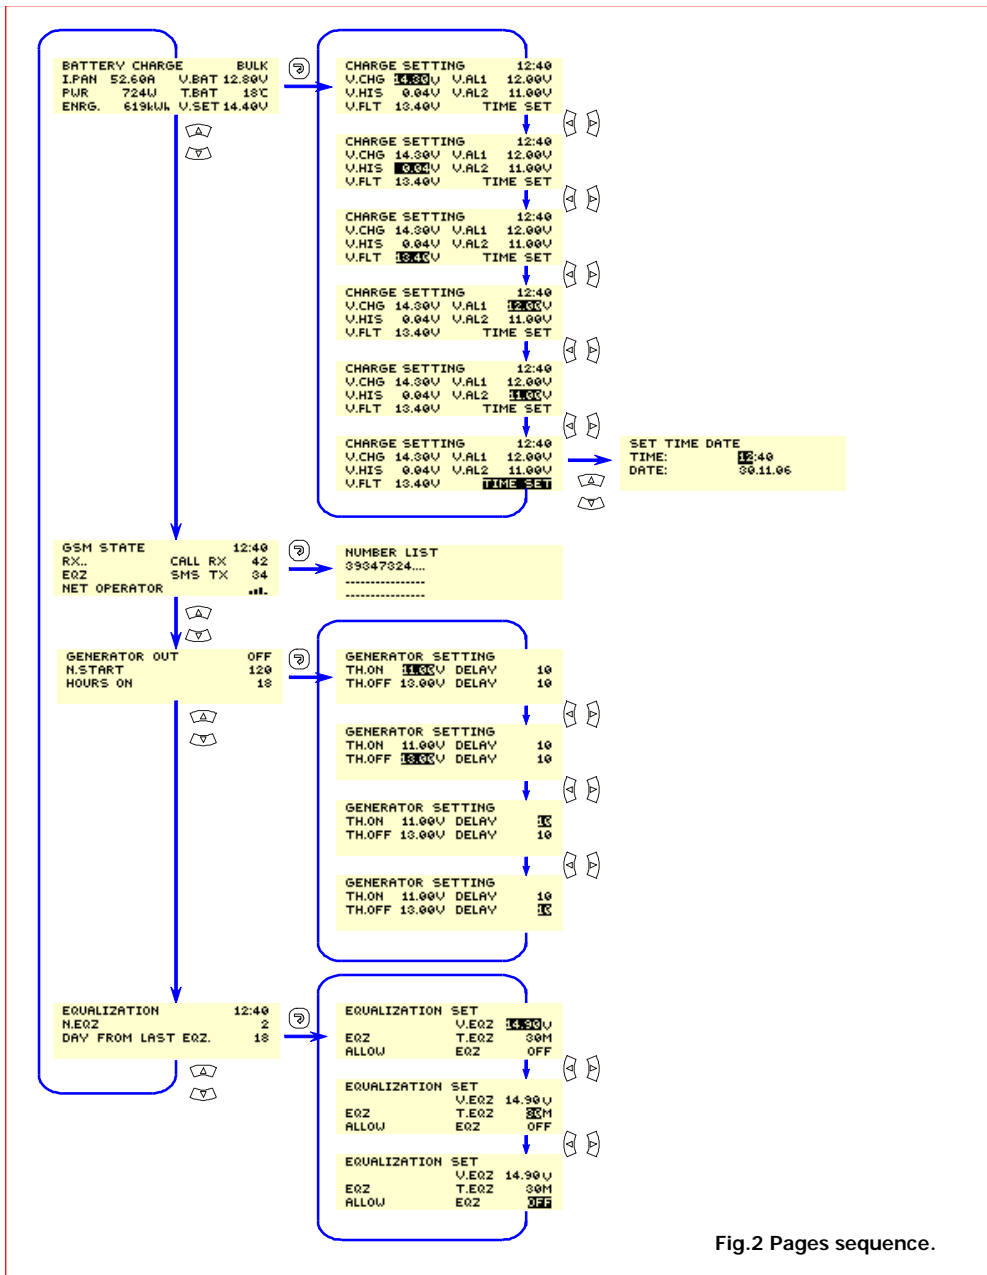 BATTERY CHARGE BULK
I.PAN 52.60A V.BAT 12.80V
PWR 724W T.BAT 18℃
ENRG. 619kWh V.SET 14.40V
CHARGE SETTING 12:40
V.CHG 14.30V V.AL1 12.00V
V.HIS 0.04V V.AL2 11.00V
V.FLT 13.40V TIME SET
CHARGE SETTING 12:40
V.CHG 14.30V V.AL1 12.00V
V.HIS 0.04V V.AL2 11.00V
V.FLT 13.40V TIME SET
CHARGE SETTING 12:40
V.CHG 14.30V V.AL1 12.00V
V.HIS 0.04V V.AL2 11.00V
V.FLT 13.40V TIME SET
CHARGE SETTING 12:40
V.CHG 14.30V V.AL1 12.00V
V.HIS 0.04V V.AL2 11.00V
V.FLT 13.40V TIME SET
CHARGE SETTING 12:40
V.CHG 14.30V V.AL1 12.00V
V.HIS 0.04V V.AL2 11.00V
V.FLT 13.40V TIME SET
CHARGE SETTING 12:40
V.CHG 14.30V V.AL1 12.00V
V.HIS 0.04V V.AL2 11.00V
V.FLT 13.40V TIME SET
SET TIME DATE
TIME: 12:40
DATE: 30.11.06
GSM STATE 12:40
RX.. CALL RX 42
EQZ SMS TX 34
NET OPERATOR
NUMBER LIST
39347324....
----------------
----------------
GENERATOR OUT OFF
N.START 120
HOURS ON 18
GENERATOR SETTING
TH.ON 11.00V DELAY 10
TH.OFF 13.00V DELAY 10
GENERATOR SETTING
TH.ON 11.00V DELAY 10
TH.OFF 13.00V DELAY 10
GENERATOR SETTING
TH.ON 11.00V DELAY 10
TH.OFF 13.00V DELAY 10
GENERATOR SETTING
TH.ON 11.00V DELAY 10
TH.OFF 13.00V DELAY 10
EQUALIZATION 12:40
N.EQZ 2
DAY FROM LAST EQZ. 18
EQUALIZATION SET
V.EQZ 14.90V
EQZ T.EQZ 30M
ALLOW EQZ OFF
EQUALIZATION SET
V.EQZ 14.90V
EQZ T.EQZ 30M
ALLOW EQZ OFF
EQUALIZATION SET
V.EQZ 14.90V
EQZ T.EQZ 30M
ALLOW EQZ OFF
Fig.2 Pages sequence.